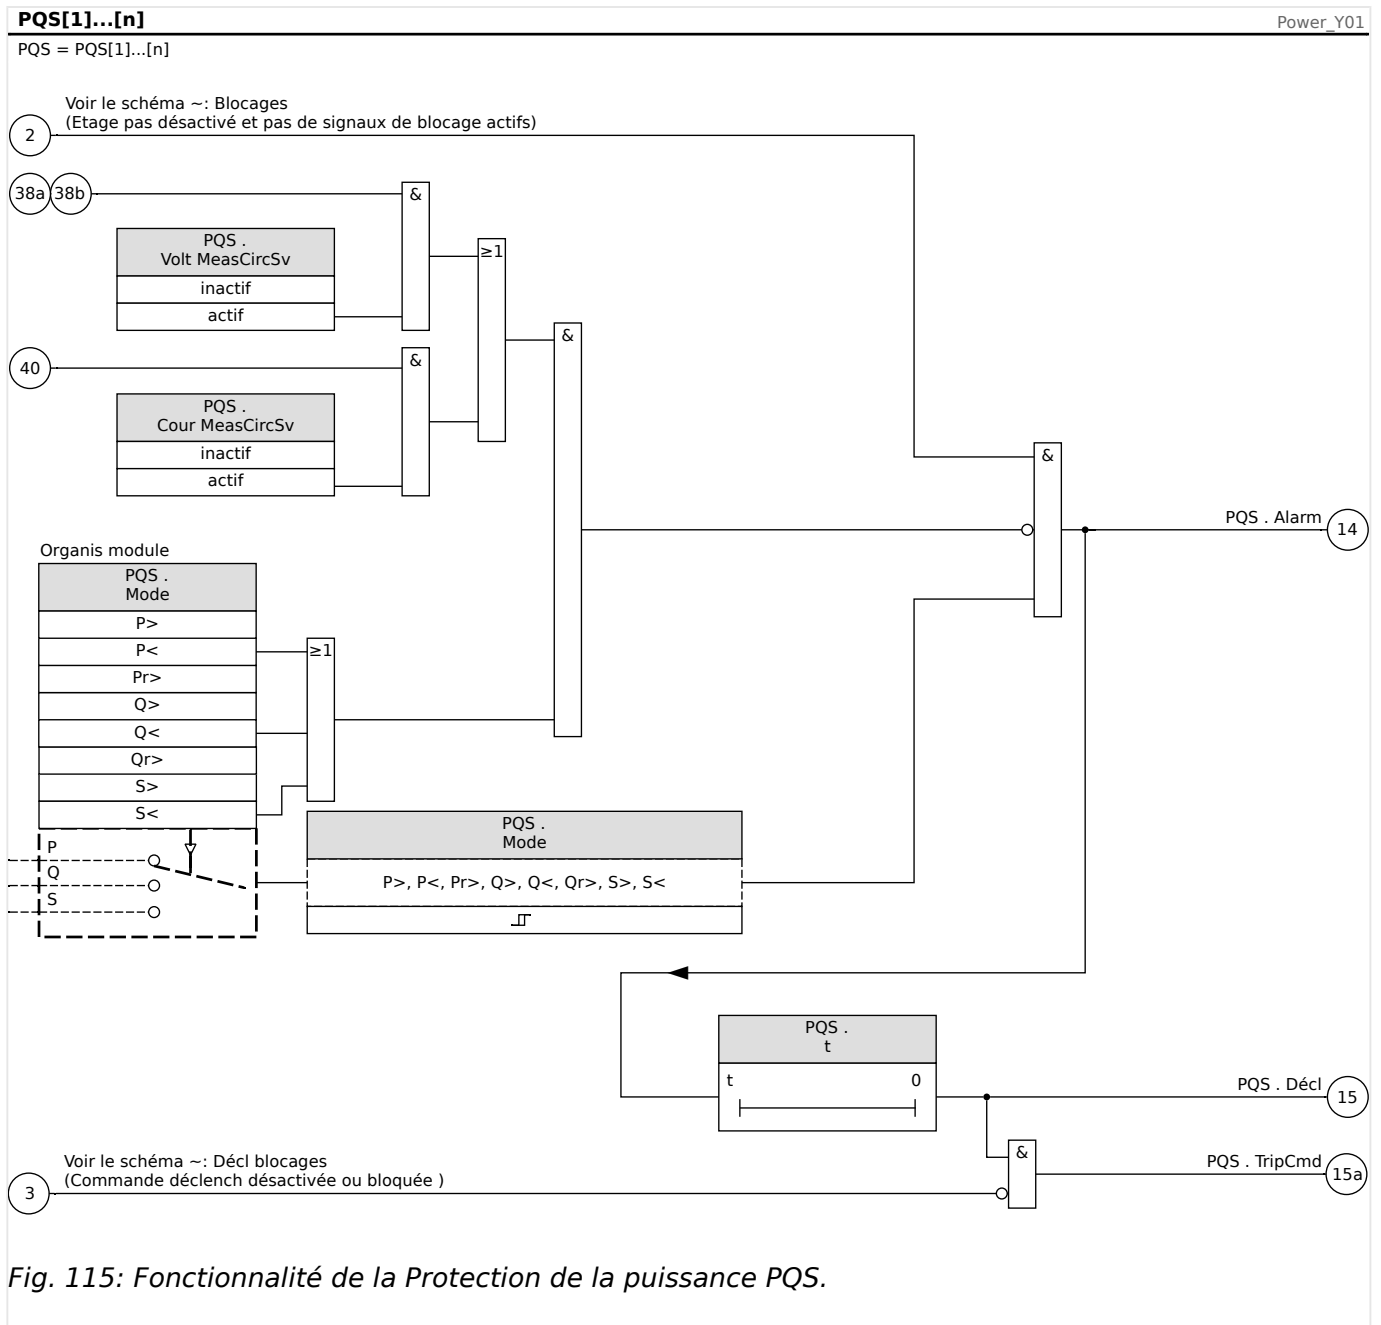 PQS[1]...[n]
Power_Y01
PQS = PQS[1]...[n]
Voir le schéma ~: Blocages
(Etage pas désactivé et pas de signaux de blocage actifs)
2
38a 38b
&
PQS .
Volt MeasCircSv
inactif
actif
≥1
&
40
&
PQS .
Cour MeasCircSv
inactif
actif
&
PQS . Alarm
14
Organis module
PQS .
Mode
P>
P<
Pr>
Q>
Q<
Qr>
S>
S<
≥1
P
Q
S
PQS .
Mode
P>, P<, Pr>, Q>, Q<, Qr>, S>, S<
PQS .
t
t 0
PQS . Décl
15
Voir le schéma ~: Décl blocages
(Commande déclench désactivée ou bloquée )
3
&
PQS . TripCmd
15a
Fig. 115: Fonctionnalité de la Protection de la puissance PQS.